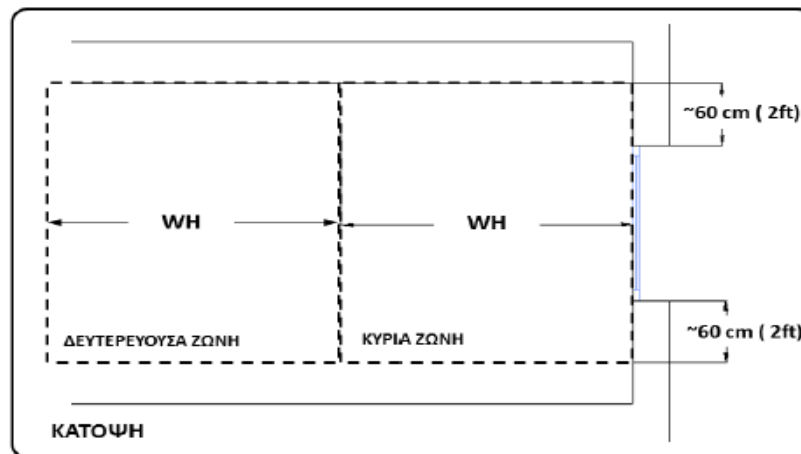 ~60 cm ( 2ft)
WH
WH
ΔΕΥΤΕΡΕΥΟΥΣΑ ΖΩΝΗ
ΚΥΡΙΑ ΖΩΝΗ
~60 cm ( 2ft)
ΚΑΤΟΨΗ